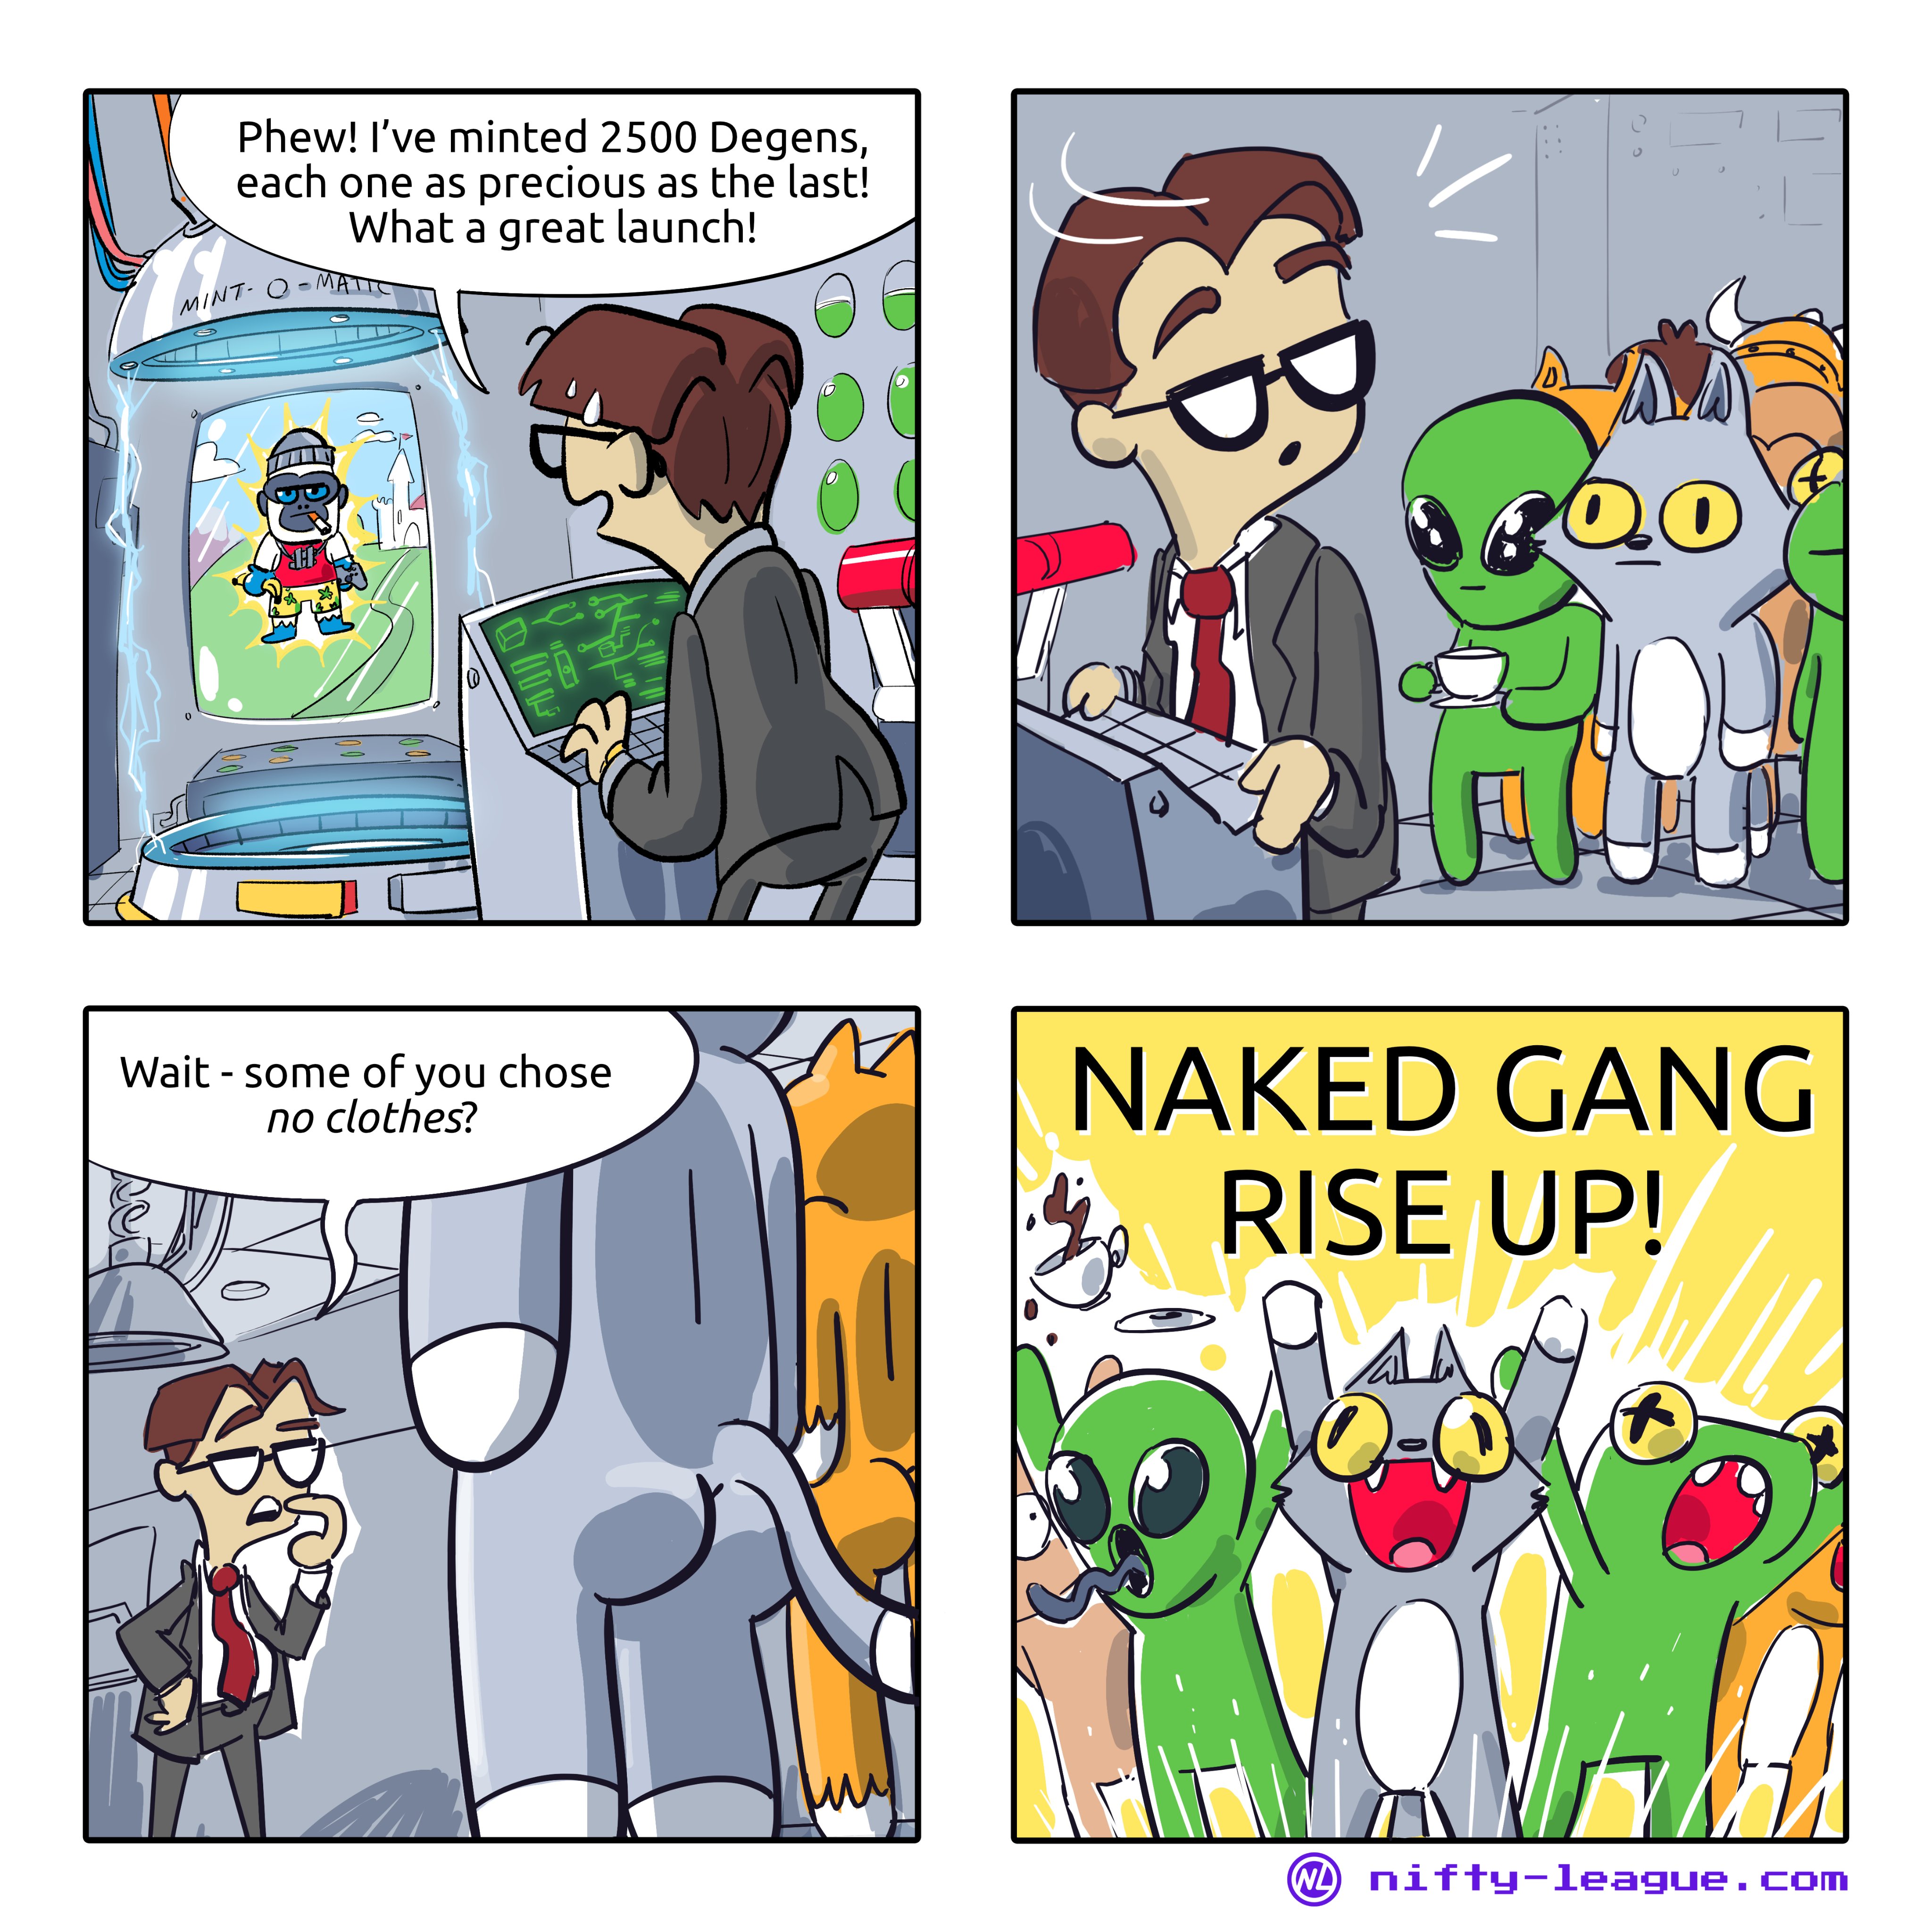 Phew! I've minted 2500 Degens,
each one as precious as the last!
What a great launch!
MINT-O-MATIC
Wait - some of you chose
no clothes?
NAKED GANG
RISE UP!
NL nifty-league.com